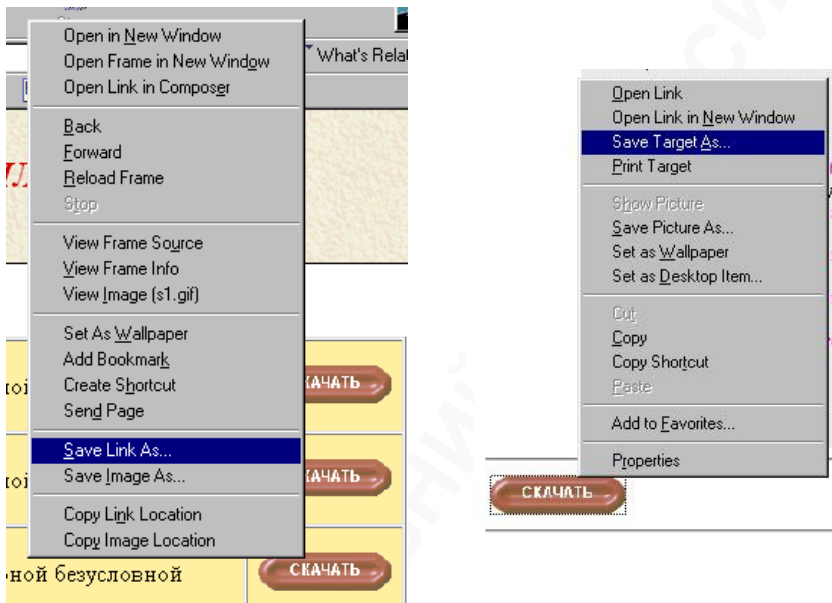 Open in New Window
Open Frame in New Window
Open Link in Composer
What's Rela
Back
Forward
Reload Frame
Stop
View Frame Source
View Frame Info
View Image (s1.gif)
Set As Wallpaper
Add Bookmark
Create Shortcut
Send Page
Save Link As...
Save Image As...
Copy Link Location
Copy Image Location
ной безусловной
СКАЧАТЬ
Open Link
Open Link in New Window
Save Target As...
Print Target
Show Picture
Save Picture As...
Set as Wallpaper
Set as Desktop Item...
Cut
Copy
Copy Shortcut
Paste
Add to Favorites...
Properties
СКАЧАТЬ